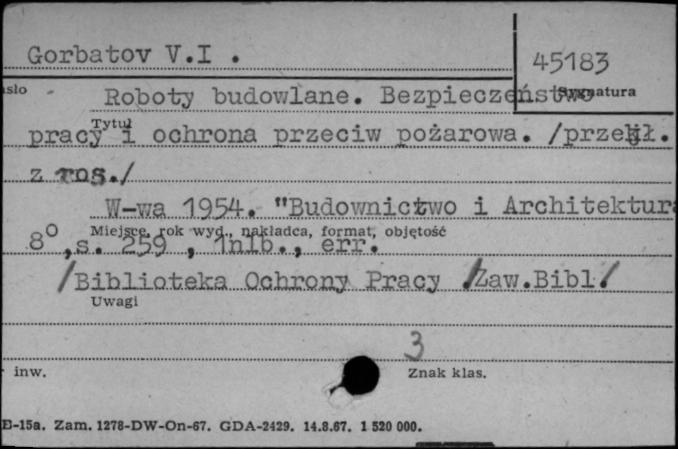 Gorbatov V.I .
45183
Sygnatura
Roboty budowlane. Bezpieczeństwo
Tytuł
pracy i ochrona przeciw pożarowa. /przekł.
z ros./
W-wa 1954. "Budownictwo i Architektura
Miejsce, rok wyd., nakładca, format, objętość
8°, s. 259 , 1nlb., err.
/Biblioteka Ochrony Pracy /Zaw.Bibl/
Uwagi
3
inw.
Znak klas.
E-15a. Zam. 1278-DW-On-67. GDA-2429. 14.8.67. 1 520 000.